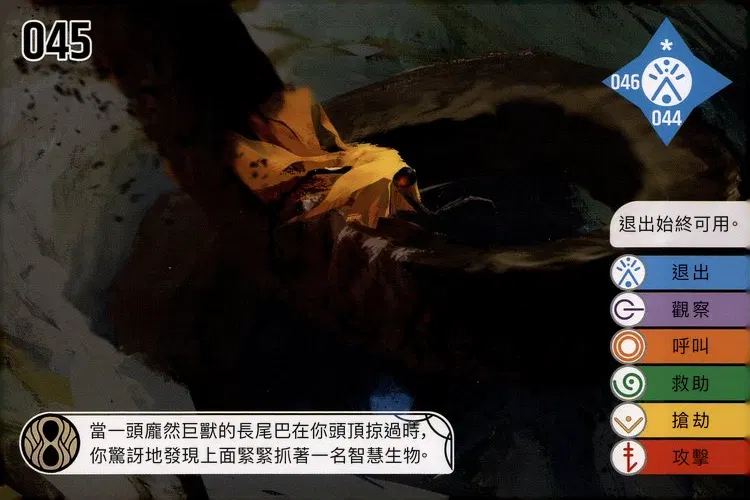 045
*
046
044
退出始終可用。
退出
觀察
呼叫
救助
搶劫
攻擊
當一頭龐然巨獸的長尾巴在你頭頂掠過時，
你驚訝地發現上面緊緊抓著一名智慧生物。